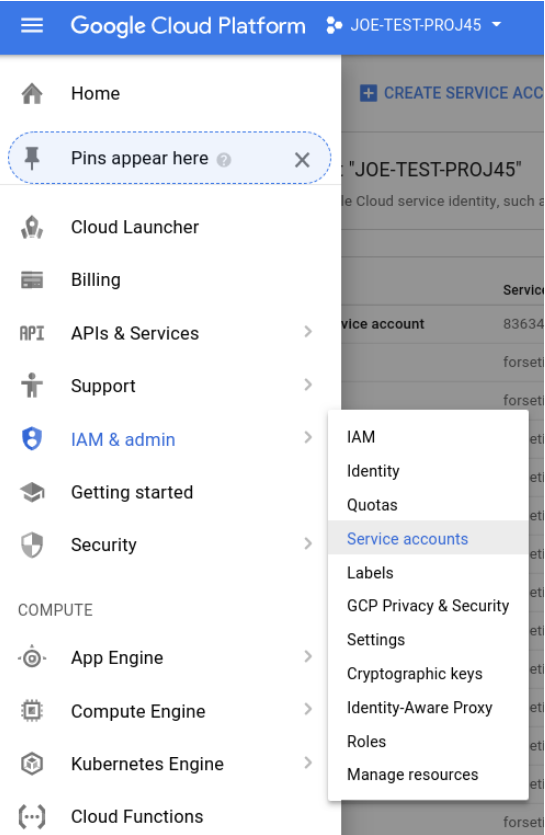 Google Cloud Platform JOE-TEST-PROJ45
Home
CREATE SERVICE ACC
Pins appear here ?
: "JOE-TEST-PROJ45"
le Cloud service identity, such a
Cloud Launcher
Billing
Servic
API APIs & Services
vice account 83634
forseti
Support
forseti
IAM & admin
IAM
Identity
Getting started
Quotas
Service accounts
Security
Labels
GCP Privacy & Security
COMPUTE
Settings
App Engine
Cryptographic keys
Identity-Aware Proxy
Compute Engine
Roles
Kubernetes Engine
Manage resources
Cloud Functions
forseti